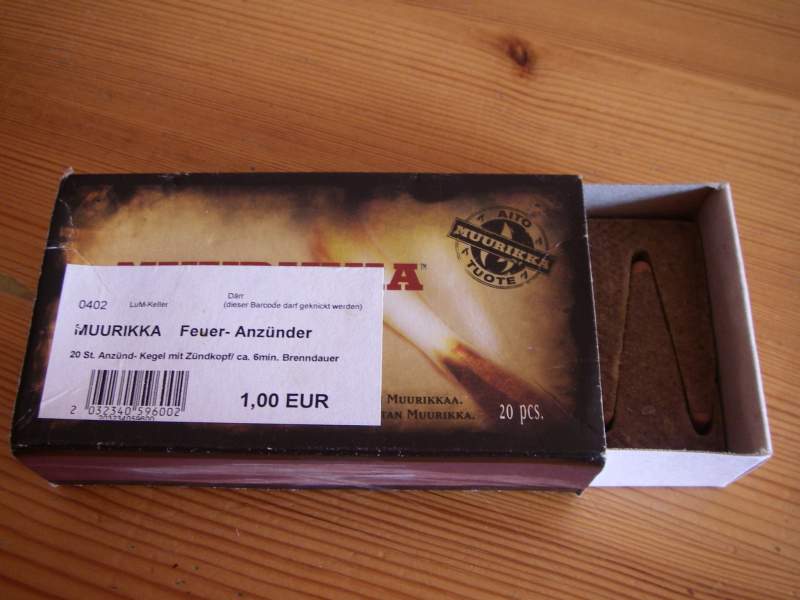 AITO
MUURIKKA
TUOTE
0402 LuM-Keller Därr
(dieser Barcode darf geknickt werden)
MUURIKKA Feuer- Anzünder
20 St. Anzünd- Kegel mit Zündkopf/ ca. 6min. Brenndauer
2 032340 596002
1,00 EUR
MUURIKKAA.
MUURIKKA.
20 pcs.